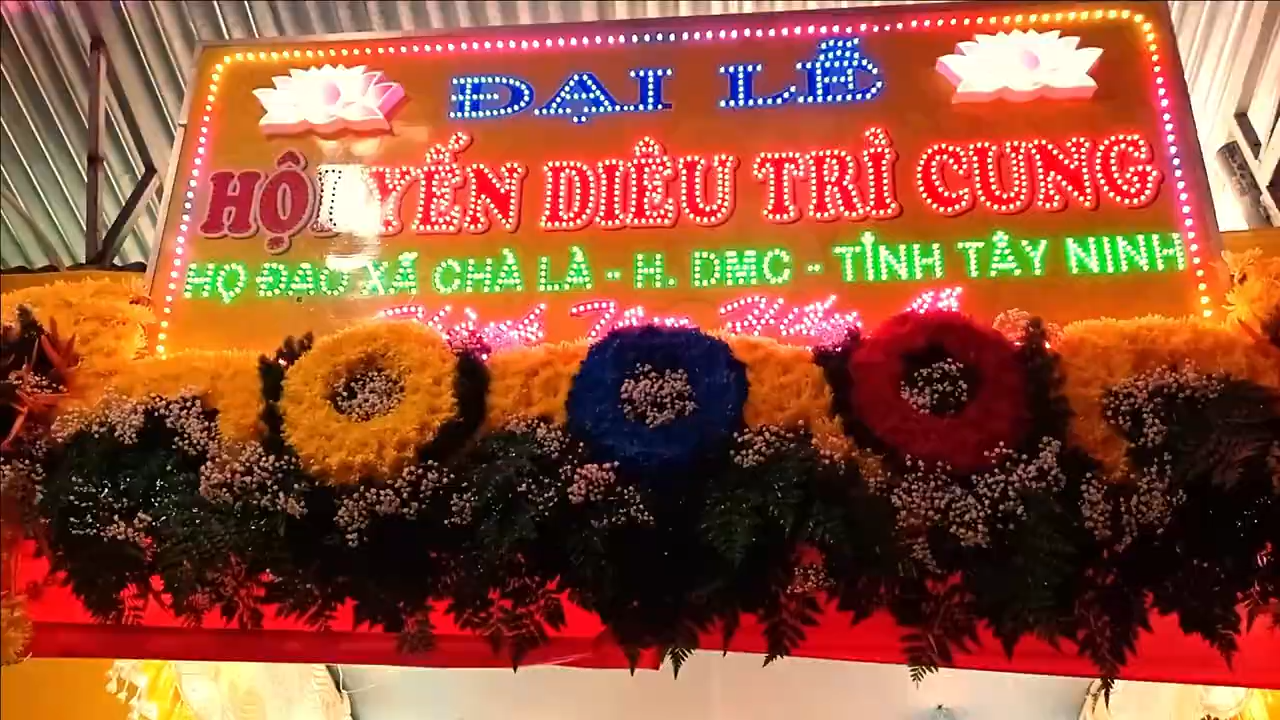 ĐẠI LỄ
HỘI YẾN DIÊU TRÌ CUNG
HỌ ĐẠO XÃ CHÀ LÀ - H. DMC - TỈNH TÂY NINH